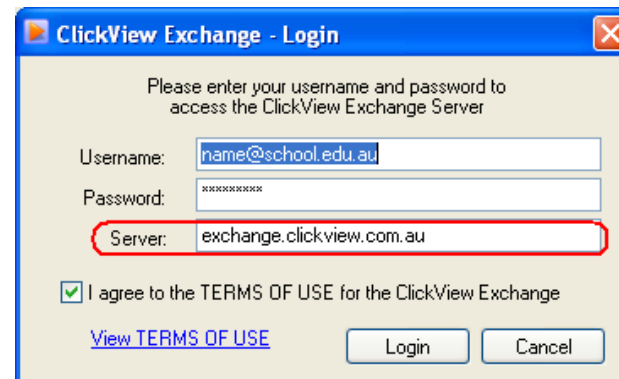 ClickView Exchange - Login
Please enter your username and password to
access the ClickView Exchange Server
Username: name@school.edu.au
Password: *********
Server: exchange.clickview.com.au
I agree to the TERMS OF USE for the ClickView Exchange
View TERMS OF USE Login Cancel